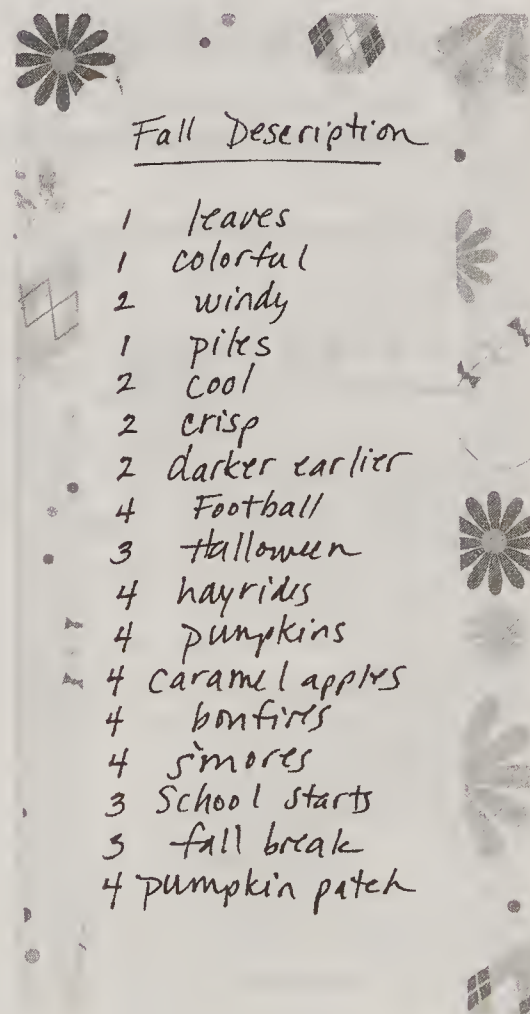 Fall Description
1 leaves
1 colorful
2 windy
1 piles
2 cool
2 crisp
2 darker earlier
4 Football
3 Halloween
4 hayrides
4 pumpkins
4 caramel apples
4 bonfires
4 s'mores
3 School starts
3 fall break
4 pumpkin patch